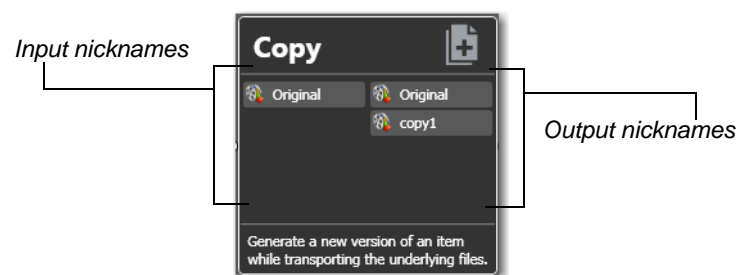 Input nicknames
Copy
Original
Original
copy1
Output nicknames
Generate a new version of an item
while transporting the underlying files.